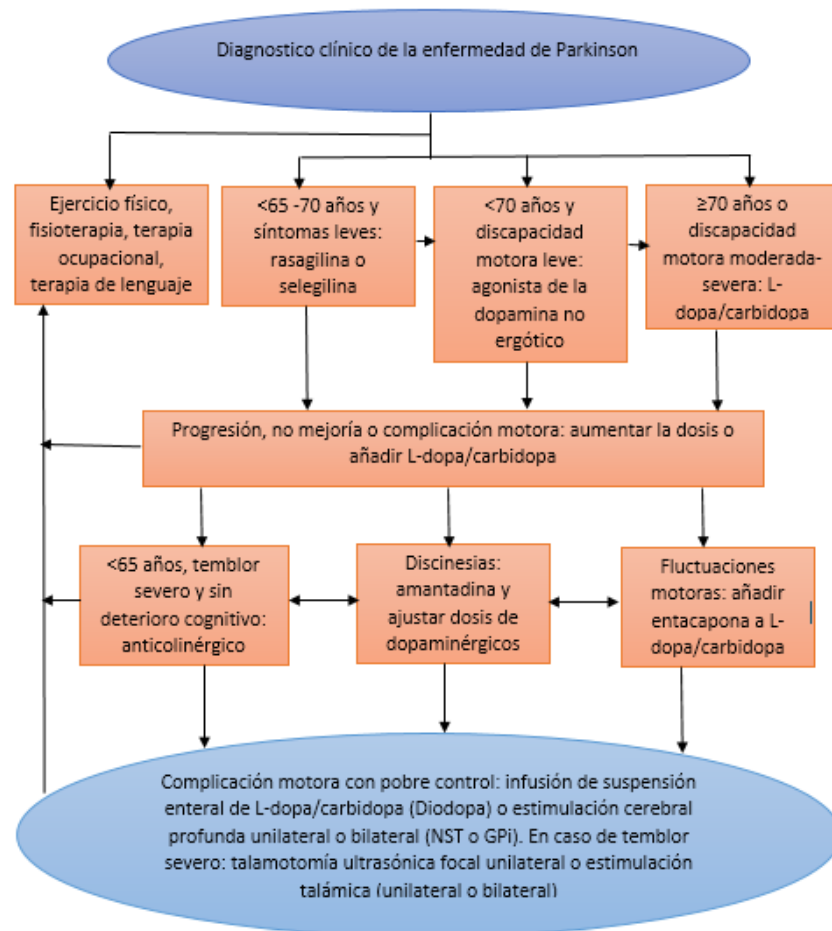 Diagnostico clínico de la enfermedad de Parkinson
Ejercicio físico,
fisioterapia, terapia
ocupacional,
terapia de lenguaje
<65 -70 años y
síntomas leves:
rasagilina o
selegilina
<70 años y
discapacidad
motora leve:
agonista de la
dopamina no
ergótico
≥70 años o
discapacidad
motora moderada-
severa: L-
dopa/carbidopa
Progresión, no mejoría o complicación motora: aumentar la dosis o
añadir L-dopa/carbidopa
<65 años, temblor
severo y sin
deterioro cognitivo:
anticolinérgico
Discinesias:
amantadina y
ajustar dosis de
dopaminérgicos
Fluctuaciones
motoras: añadir
entacapona a L-
dopa/carbidopa
Complicación motora con pobre control: infusión de suspensión
enteral de L-dopa/carbidopa (Diodopa) o estimulación cerebral
profunda unilateral o bilateral (NST o GPi). En caso de temblor
severo: talamotomía ultrasónica focal unilateral o estimulación
talámica (unilateral o bilateral)